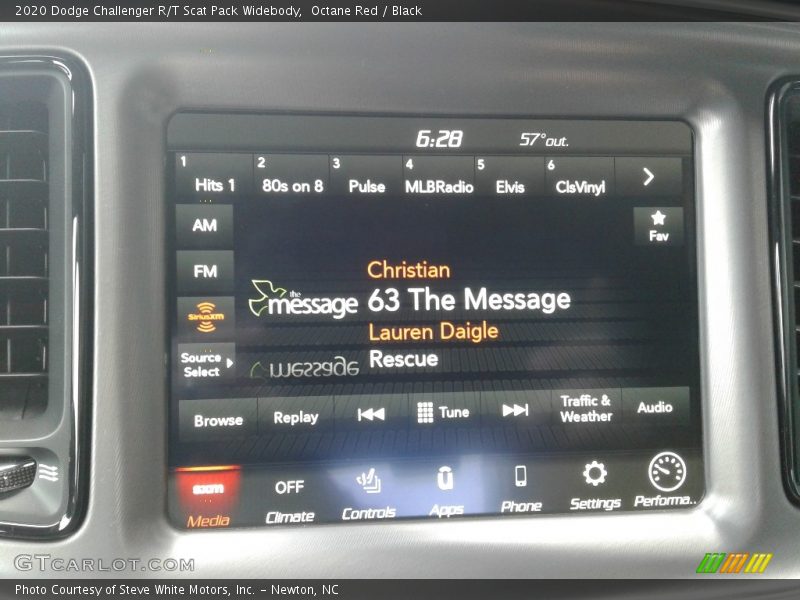 2020 Dodge Challenger R/T Scat Pack Widebody,  Octane Red / Black
6:28
57°out.
1 Hits 1
2 80s on 8
3 Pulse
4 MLBRadio
5 Elvis
6 ClsVinyl
AM
Fav
FM
Christian
the message
63 The Message
SiriusXM
Lauren Daigle
Source Select
message
Rescue
Browse
Replay
Tune
Traffic & Weather
Audio
sxm
Media
OFF
Climate
Controls
Apps
Phone
Settings
Performa..
GTCARLOT.COM
Photo Courtesy of Steve White Motors, Inc. – Newton, NC